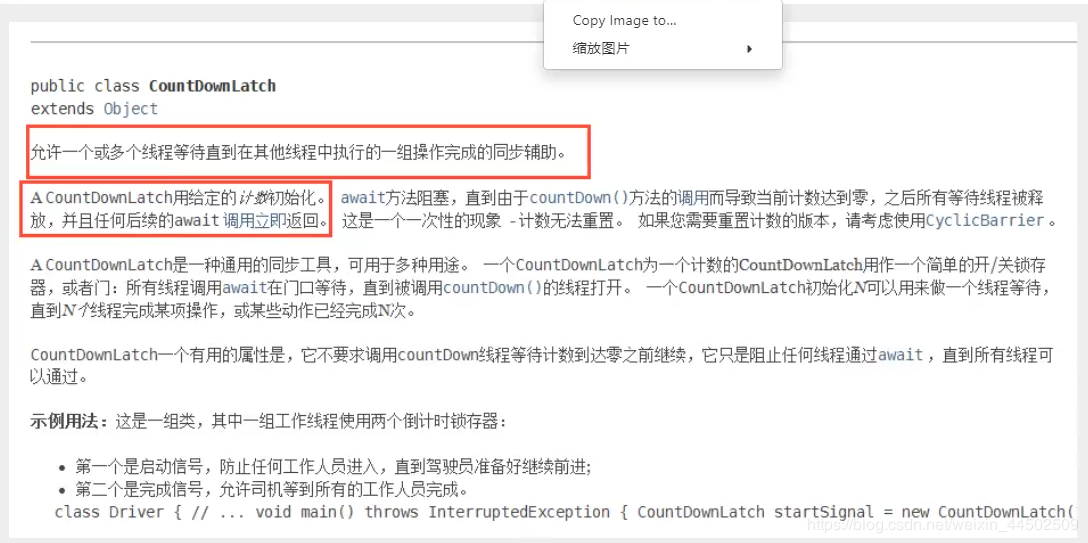 Copy Image to...
缩放图片
public class CountDownLatch
extends Object
允许一个或多个线程等待直到在其他线程中执行的一组操作完成的同步辅助。
A CountDownLatch用给定的计数初始化。 await方法阻塞，直到由于countDown()方法的调用而导致当前计数达到零，之后所有等待线程被释
放，并且任何后续的await 调用立即返回。 这是一个一次性的现象 - 计数无法重置。 如果您需要重置计数的版本，请考虑使用CyclicBarrier 。
A CountDownLatch是一种通用的同步工具，可用于多种用途。 一个CountDownLatch为一个计数的CountDownLatch用作一个简单的开/关锁存
器，或者门：所有线程调用await在门口等待，直到被调用countDown()的线程打开。 一个CountDownLatch初始化N可以用来做一个线程等待，
直到N个线程完成某项操作，或某些动作已经完成N次。
CountDownLatch一个有用的属性是，它不要求调用countDown线程等待计数到达零之前继续，它只是阻止任何线程通过await ，直到所有线程可
以通过。
示例用法：这是一组类，其中一组工作线程使用两个倒计时锁存器：
• 第一个是启动信号，防止任何工作人员进入，直到驾驶员准备好继续前进;
• 第二个是完成信号，允许司机等到所有的工作人员完成。
class Driver { // ... void main() throws InterruptedException { CountDownLatch startSignal = new CountDownLatch(
https://blog.csdn.net/weixin_44502509